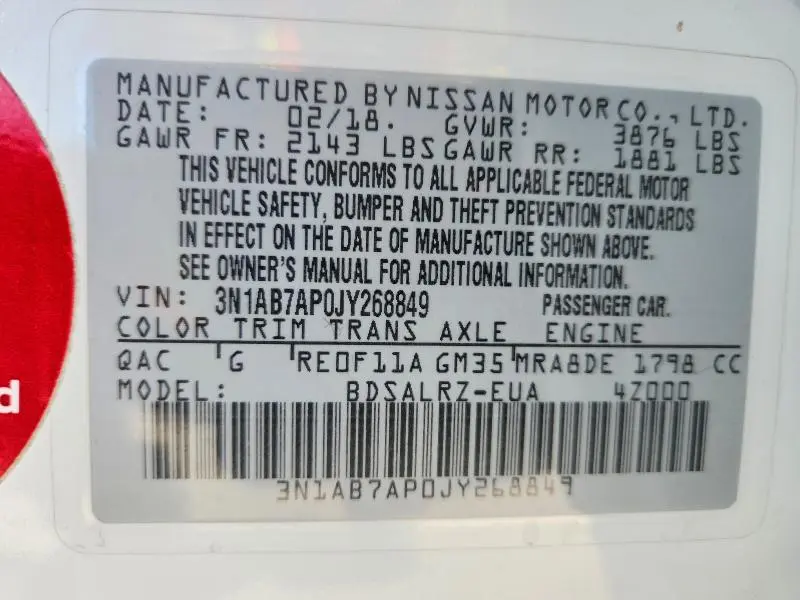 MANUFACTURED BY NISSAN MOTOR CO., LTD.
DATE: 02/18. GVWR: 3876 LBS
GAWR FR: 2143 LBS GAWR RR: 1881 LBS
THIS VEHICLE CONFORMS TO ALL APPLICABLE FEDERAL MOTOR
VEHICLE SAFETY, BUMPER AND THEFT PREVENTION STANDARDS
IN EFFECT ON THE DATE OF MANUFACTURE SHOWN ABOVE.
SEE OWNER'S MANUAL FOR ADDITIONAL INFORMATION.
VIN: 3N1AB7AP0JY268849 PASSENGER CAR.
COLOR TRIM TRANS AXLE ENGINE
QAC G RE0F11A GM35 MRA8DE 1798 CC
MODEL: BDSALRZ-EUA 4Z000
3N1AB7AP0JY268849
d